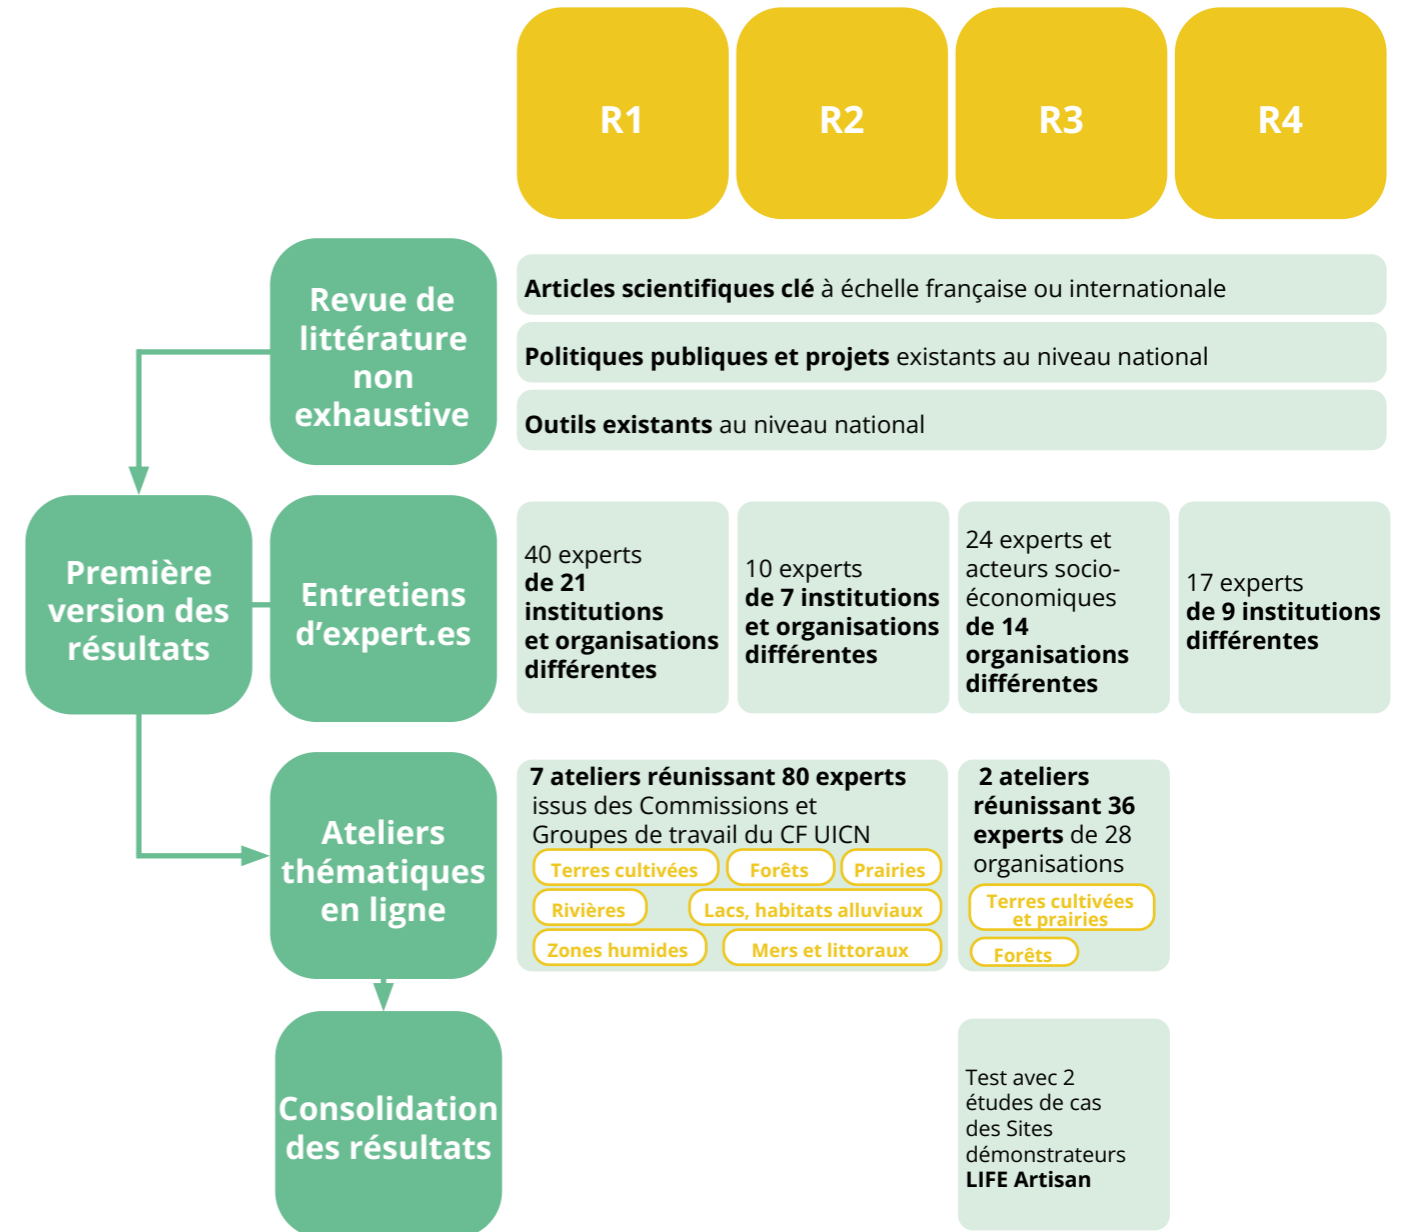 R1
R2
R3
R4
Revue de
littérature
non
exhaustive
Articles scientifiques clé à échelle française ou internationale
Politiques publiques et projets existants au niveau national
Outils existants au niveau national
Première
version des
résultats
Entretiens
d'expert.es
40 experts
de 21
institutions
et organisations
différentes
10 experts
de 7 institutions
et organisations
différentes
24 experts et
acteurs socio-
économiques
de 14
organisations
différentes
17 experts
de 9 institutions
différentes
Ateliers
thématiques
en ligne
7 ateliers réunissant 80 experts
issus des Commissions et
Groupes de travail du CF UICN
Terres cultivées
Forêts
Prairies
Rivières
Lacs, habitats alluviaux
Zones humides
Mers et littoraux
2 ateliers
réunissant 36
experts de 28
organisations
Terres cultivées
et prairies
Forêts
Consolidation
des résultats
Test avec 2
études de cas
des Sites
démonstrateurs
LIFE Artisan